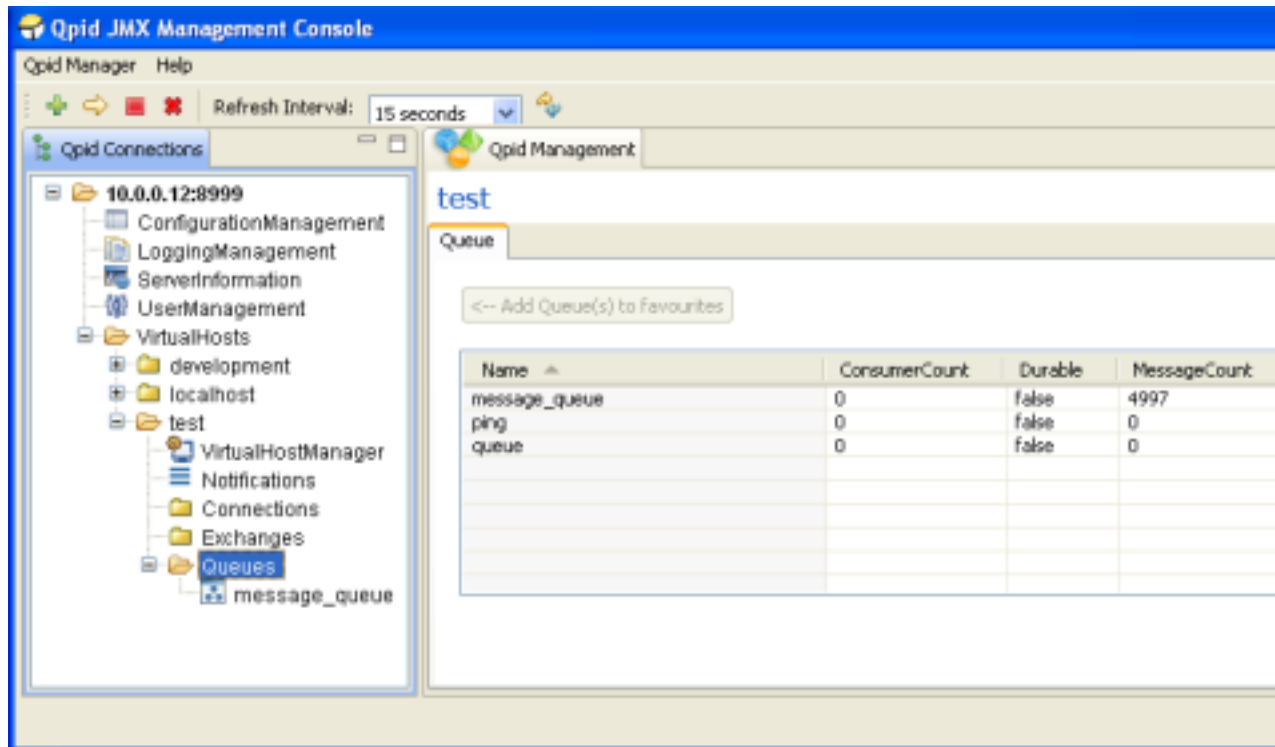 Qpid JMX Management Console
Qpid Manager Help
Refresh Interval: 15 seconds
Qpid Connections
10.0.0.12:8999
ConfigurationManagement
LoggingManagement
ServerInformation
UserManagement
VirtualHosts
development
localhost
test
VirtualHostManager
Notifications
Connections
Exchanges
Queues
message_queue
Qpid Management
test
Queue
<-- Add Queue(s) to favourites
Name ConsumerCount Durable MessageCount
message_queue 0 false 4997
ping 0 false 0
queue 0 false 0